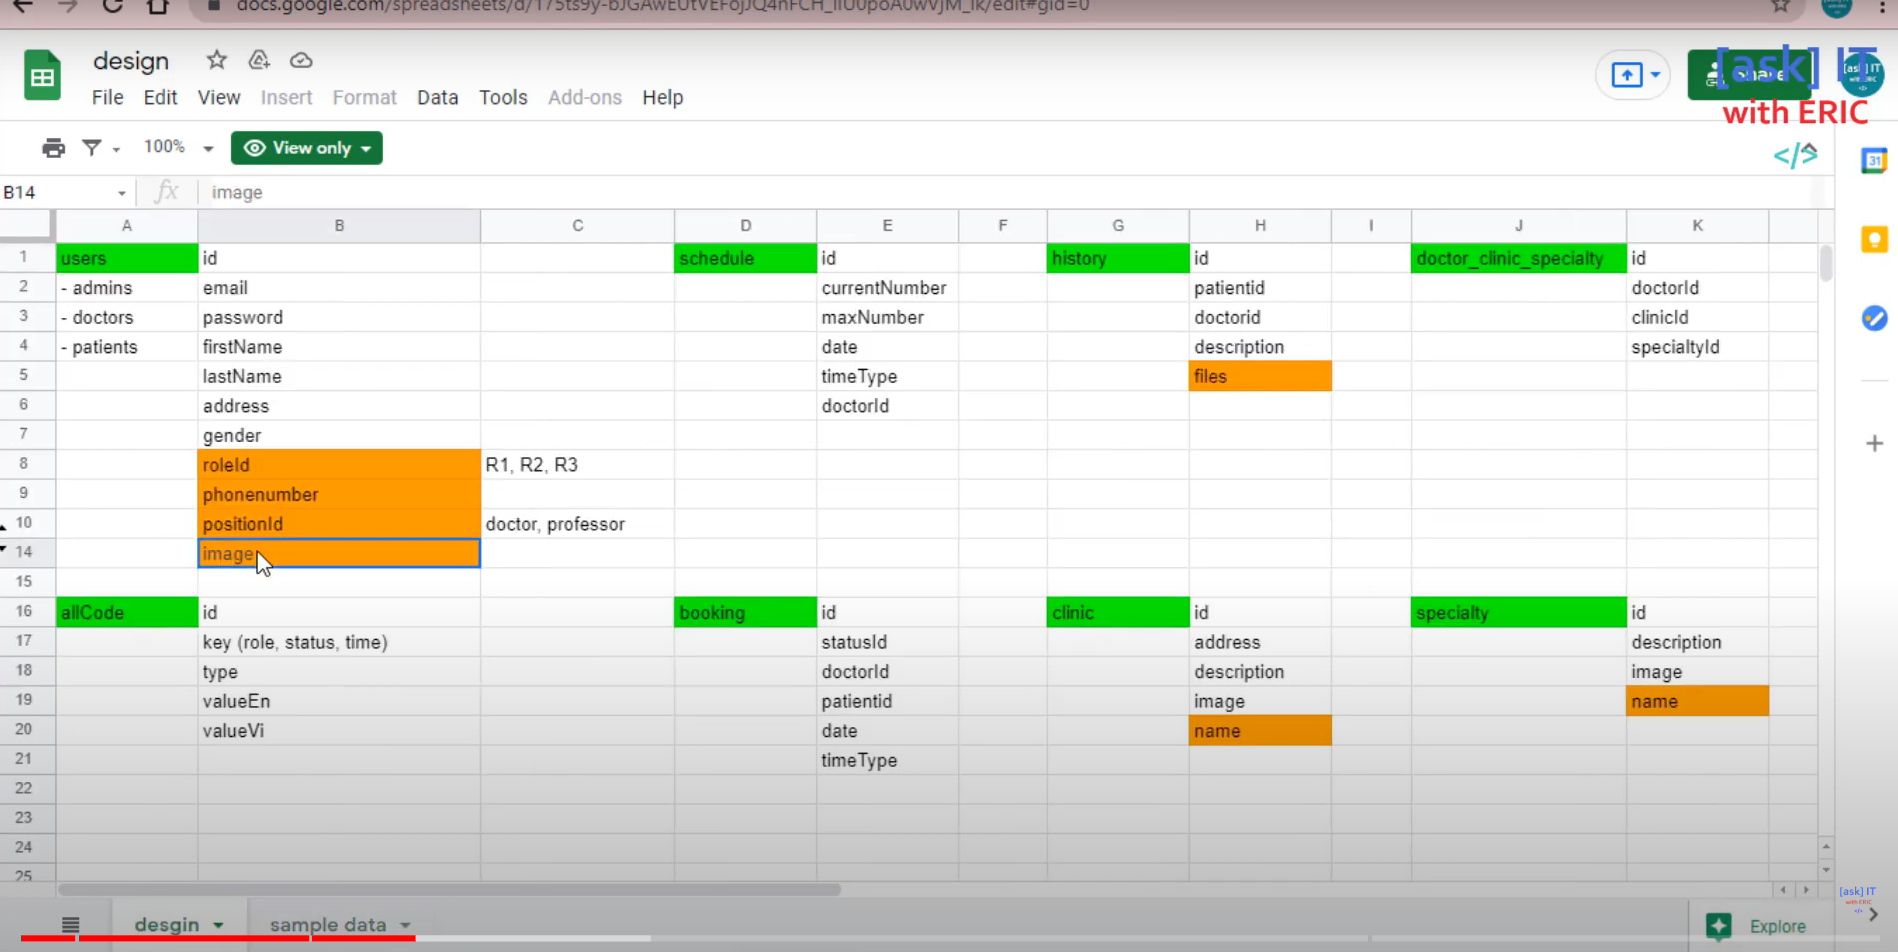 docs.google.com/spreadsheets/d/
design
File Edit View Insert Format Data Tools Add-ons Help
[ask] IT
with ERIC
</>
100% View only
B14 fx image
A B C D E F G H I J K
1 users id schedule id history id doctor_clinic_specialty id
2 - admins email currentNumber patientid doctorId
3 - doctors password maxNumber doctorid clinicId
4 - patients firstName date description specialtyId
5 lastName timeType files
6 address doctorId
7 gender
8 roleId R1, R2, R3
9 phonenumber
10 positionId doctor, professor
14 image
15
16 allCode id booking id clinic id specialty id
17 key (role, status, time) statusId address description
18 type doctorId description image
19 valueEn patientid image name
20 valueVi date name
21 timeType
22
23
24
25
desgin sample data Explore
[ask] IT
with ERIC
31